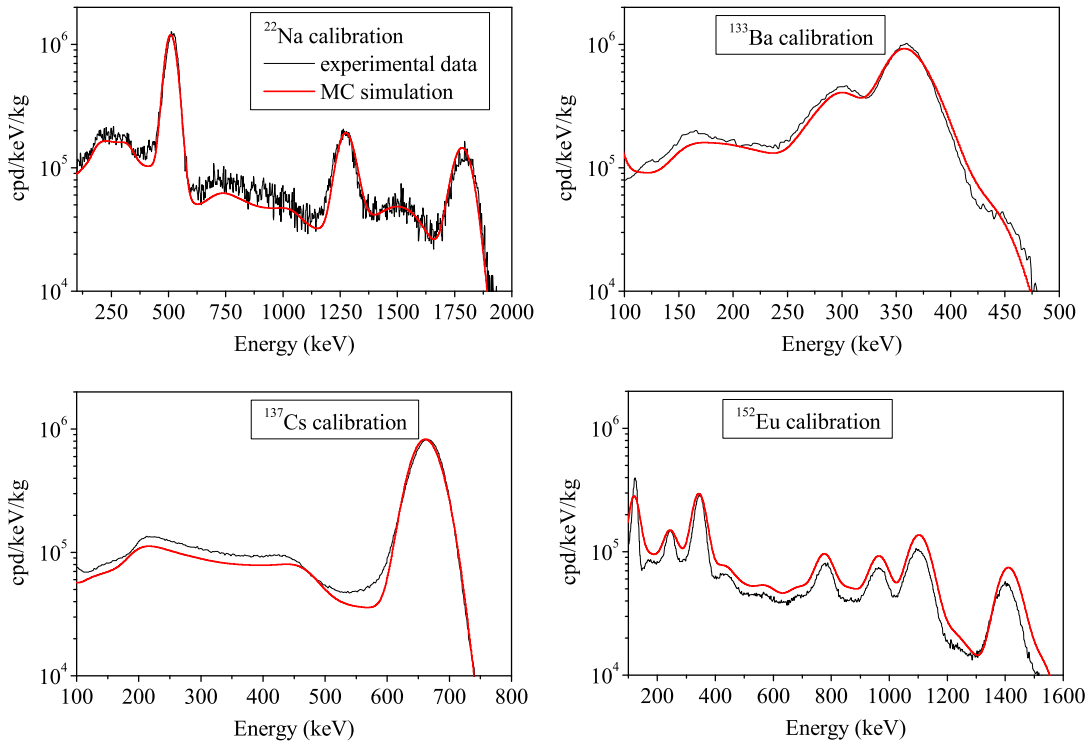 ²²Na calibration
experimental data
MC simulation
cpd/keV/kg
10⁶
10⁵
10⁴
250 500 750 1000 1250 1500 1750 2000
Energy (keV)
¹³³Ba calibration
cpd/keV/kg
10⁶
10⁵
10⁴
100 150 200 250 300 350 400 450 500
Energy (keV)
¹³⁷Cs calibration
cpd/keV/kg
10⁶
10⁵
10⁴
100 200 300 400 500 600 700 800
Energy (keV)
¹⁵²Eu calibration
cpd/keV/kg
10⁶
10⁵
10⁴
200 400 600 800 1000 1200 1400 1600
Energy (keV)